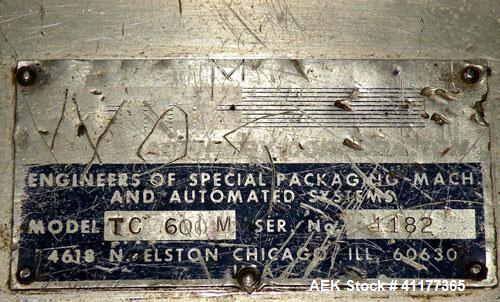 ENGINEERS OF SPECIAL PACKAGING MACH
AND AUTOMATED SYSTEMS
MODEL TC 600M SER. No. 1182
4618 N. ELSTON CHICAGO, ILL. 60630
AEK Stock # 41177365